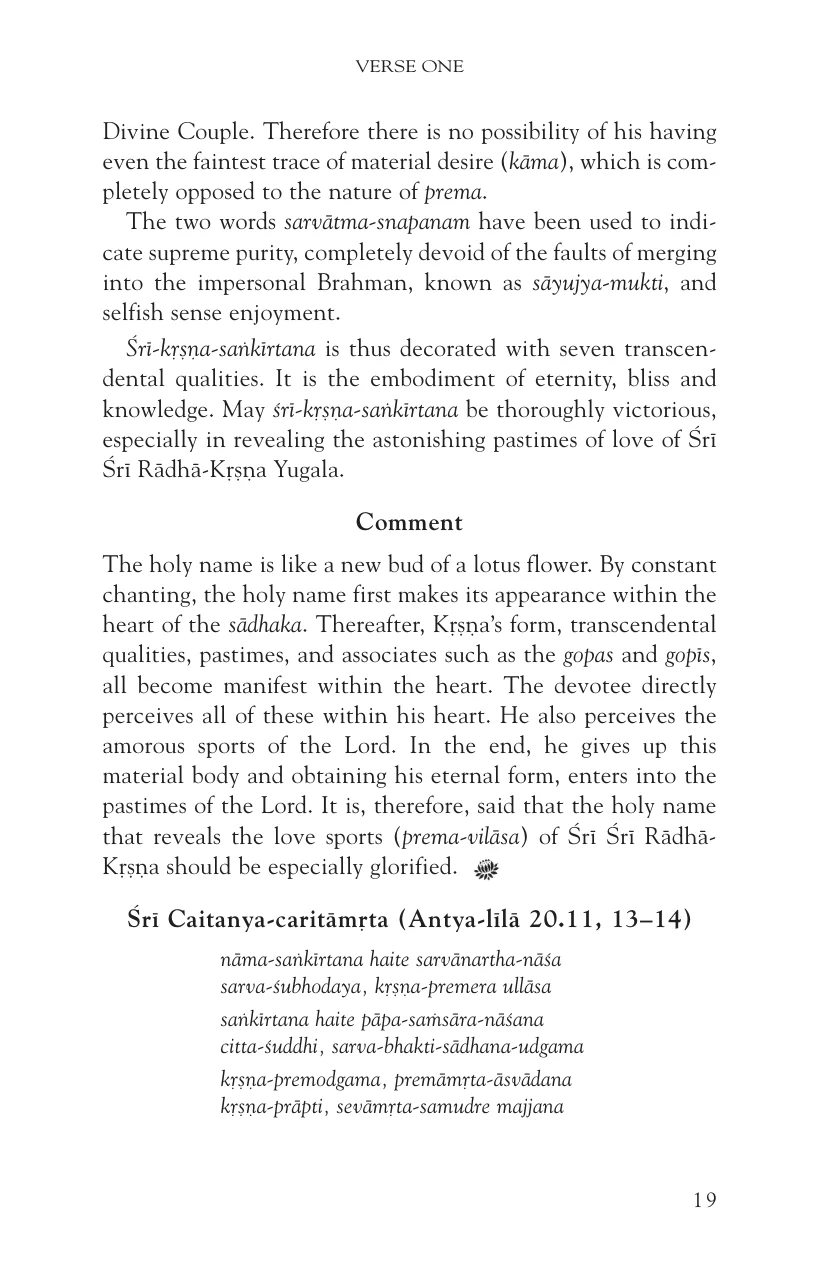 VERSE ONE
Divine Couple. Therefore there is no possibility of his having
even the faintest trace of material desire (kāma), which is com-
pletely opposed to the nature of prema.
The two words sarvātma-snapanam have been used to indi-
cate supreme purity, completely devoid of the faults of merging
into the impersonal Brahman, known as sāyujya-mukti, and
selfish sense enjoyment.
Śrī-kṛṣṇa-saṅkīrtana is thus decorated with seven transcen-
dental qualities. It is the embodiment of eternity, bliss and
knowledge. May śrī-kṛṣṇa-saṅkīrtana be thoroughly victorious,
especially in revealing the astonishing pastimes of love of Śrī
Śrī Rādhā-Kṛṣṇa Yugala.
Comment
The holy name is like a new bud of a lotus flower. By constant
chanting, the holy name first makes its appearance within the
heart of the sādhaka. Thereafter, Kṛṣṇa’s form, transcendental
qualities, pastimes, and associates such as the gopas and gopīs,
all become manifest within the heart. The devotee directly
perceives all of these within his heart. He also perceives the
amorous sports of the Lord. In the end, he gives up this
material body and obtaining his eternal form, enters into the
pastimes of the Lord. It is, therefore, said that the holy name
that reveals the love sports (prema-vilāsa) of Śrī Śrī Rādhā-
Kṛṣṇa should be especially glorified.
Śrī Caitanya-caritāmṛta (Antya-līlā 20.11, 13–14)
nāma-saṅkīrtana haite sarvānartha-nāśa
sarva-śubhodaya, kṛṣṇa-premera ullāsa
saṅkīrtana haite pāpa-saṁsāra-nāśana
citta-śuddhi, sarva-bhakti-sādhana-udgama
kṛṣṇa-premodgama, premāmṛta-āsvādana
kṛṣṇa-prāpti, sevāmṛta-samudre majjana
19